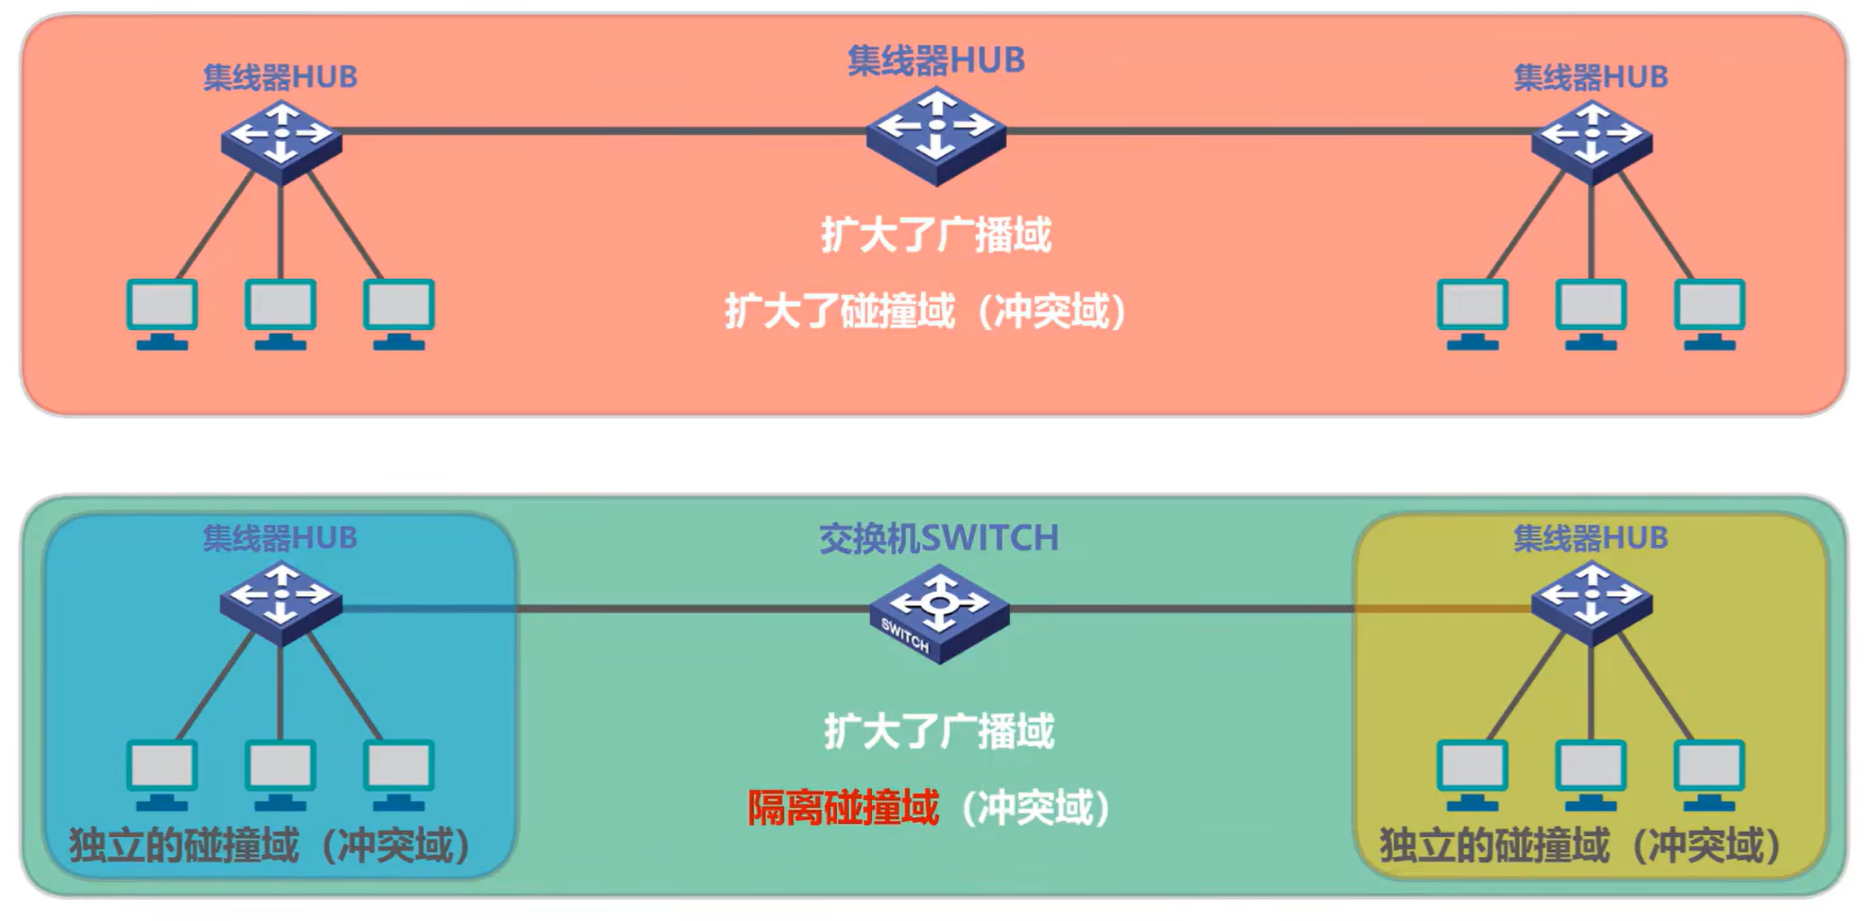 集线器HUB
集线器HUB
集线器HUB
扩大了广播域
扩大了碰撞域（冲突域）
集线器HUB
交换机SWITCH
集线器HUB
SWITCH
扩大了广播域
隔离碰撞域（冲突域）
独立的碰撞域（冲突域）
独立的碰撞域（冲突域）